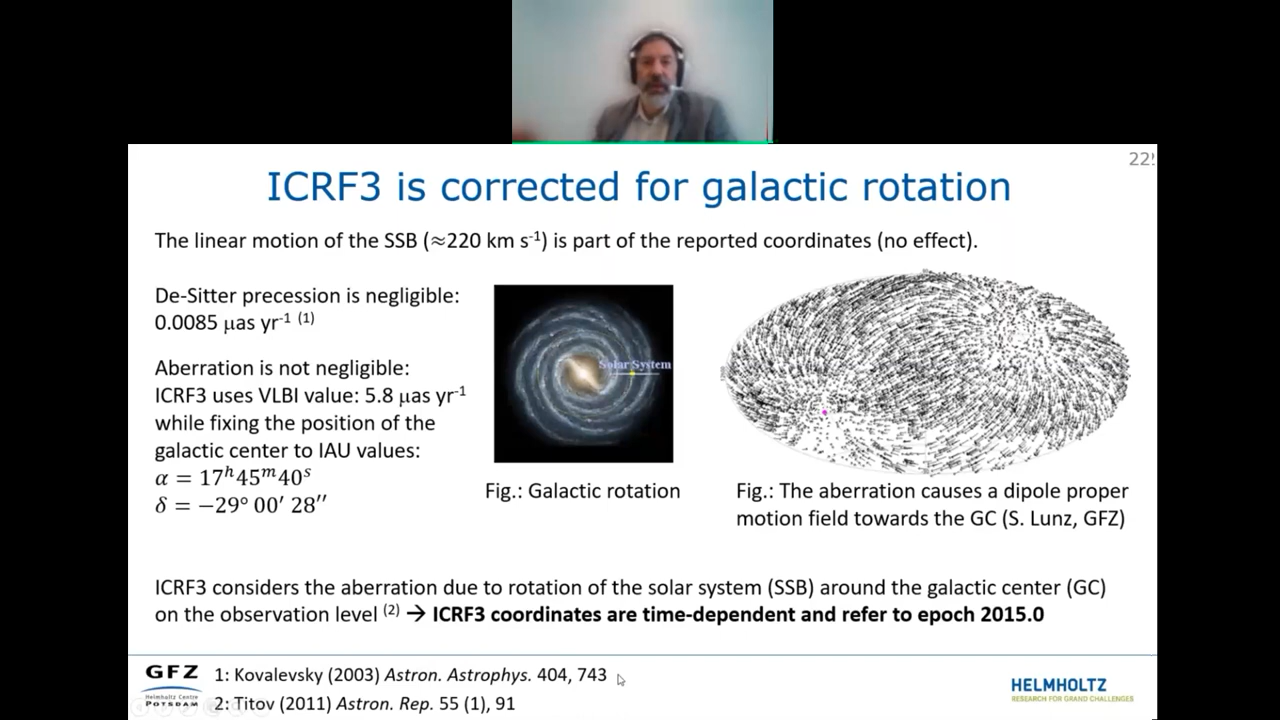 22
ICRF3 is corrected for galactic rotation
The linear motion of the SSB (≈220 km s⁻¹) is part of the reported coordinates (no effect).
De-Sitter precession is negligible:
0.0085 μas yr⁻¹ ⁽¹⁾
Aberration is not negligible:
ICRF3 uses VLBI value: 5.8 μas yr⁻¹
while fixing the position of the
galactic center to IAU values:
α = 17ʰ45ᵐ40ˢ
δ = −29° 00′ 28″
Solar System
Fig.: Galactic rotation
Fig.: The aberration causes a dipole proper
motion field towards the GC (S. Lunz, GFZ)
ICRF3 considers the aberration due to rotation of the solar system (SSB) around the galactic center (GC)
on the observation level ⁽²⁾ → ICRF3 coordinates are time-dependent and refer to epoch 2015.0
GFZ
Helmholtz Centre
POTSDAM
1: Kovalevsky (2003) Astron. Astrophys. 404, 743
2: Titov (2011) Astron. Rep. 55 (1), 91
HELMHOLTZ
RESEARCH FOR GRAND CHALLENGES